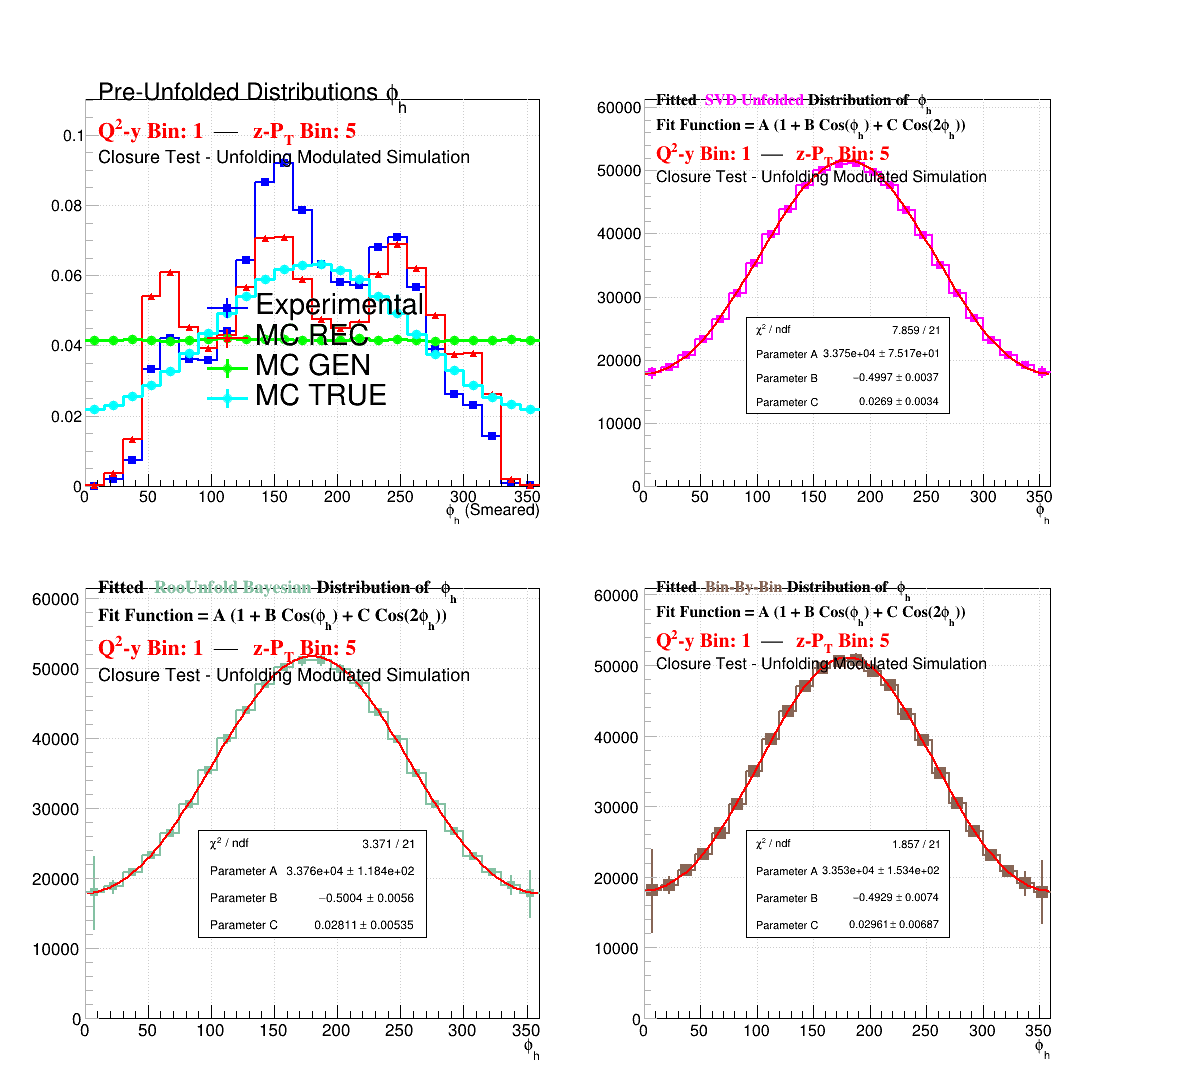 Pre-Unfolded Distributions ϕh
Q²-y Bin: 1 — z-PT Bin: 5
Closure Test - Unfolding Modulated Simulation
0.1
0.08
0.06
0.04
0.02
0
Experimental
MC REC
MC GEN
MC TRUE
50 100 150 200 250 300 350
ϕh (Smeared)
Fitted SVD Unfolded Distribution of ϕh
Fit Function = A (1 + B Cos(ϕh) + C Cos(2ϕh))
Q²-y Bin: 1 — z-PT Bin: 5
Closure Test - Unfolding Modulated Simulation
60000
50000
40000
30000
20000
10000
0
χ² / ndf 7.859 / 21
Parameter A 3.375e+04 ± 7.517e+01
Parameter B −0.4997 ± 0.0037
Parameter C 0.0269 ± 0.0034
0 50 100 150 200 250 300 350
ϕh
Fitted RooUnfold Bayesian Distribution of ϕh
Fit Function = A (1 + B Cos(ϕh) + C Cos(2ϕh))
Q²-y Bin: 1 — z-PT Bin: 5
Closure Test - Unfolding Modulated Simulation
60000
50000
40000
30000
20000
10000
0
χ² / ndf 3.371 / 21
Parameter A 3.376e+04 ± 1.184e+02
Parameter B −0.5004 ± 0.0056
Parameter C 0.02811 ± 0.00535
0 50 100 150 200 250 300 350
ϕh
Fitted Bin-By-Bin Distribution of ϕh
Fit Function = A (1 + B Cos(ϕh) + C Cos(2ϕh))
Q²-y Bin: 1 — z-PT Bin: 5
Closure Test - Unfolding Modulated Simulation
60000
50000
40000
30000
20000
10000
0
χ² / ndf 1.857 / 21
Parameter A 3.353e+04 ± 1.534e+02
Parameter B −0.4929 ± 0.0074
Parameter C 0.02961 ± 0.00687
0 50 100 150 200 250 300 350
ϕh